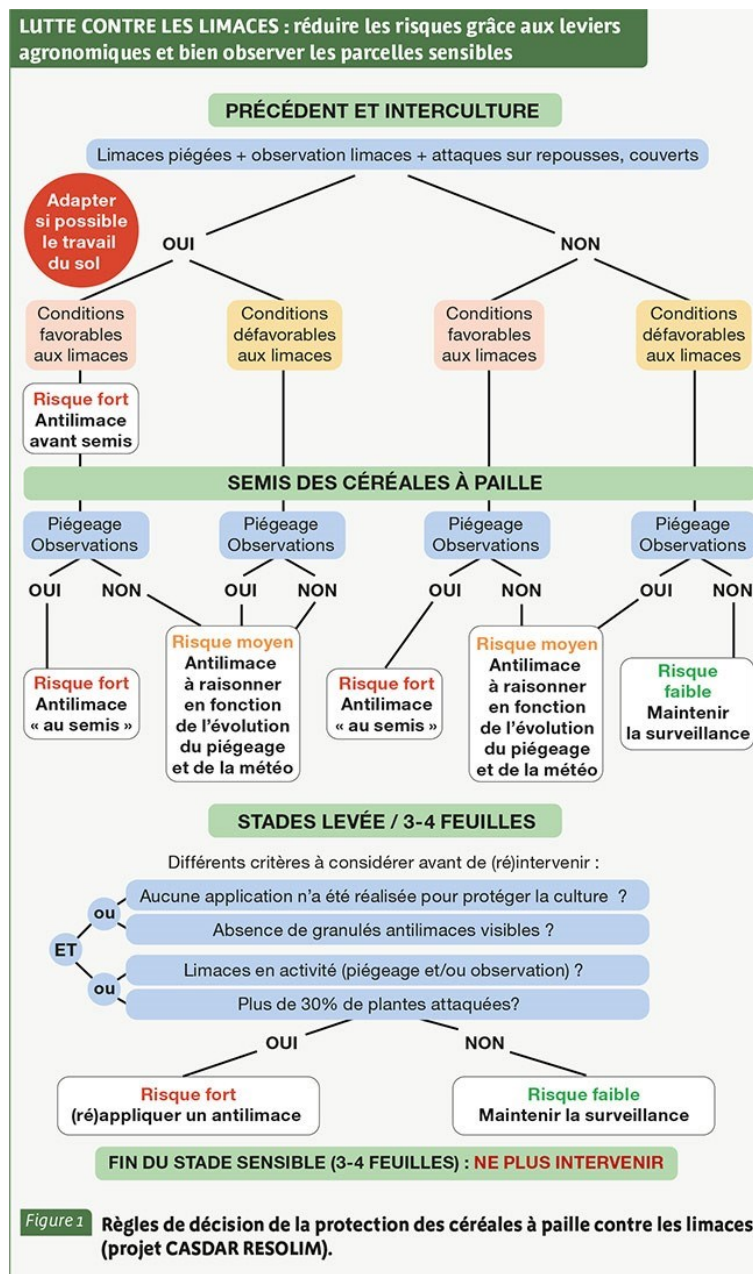 LUTTE CONTRE LES LIMACES : réduire les risques grâce aux leviers
agronomiques et bien observer les parcelles sensibles
PRÉCÉDENT ET INTERCULTURE
Limaces piégées + observation limaces + attaques sur repousses, couverts
Adapter
si possible
le travail
du sol
OUI
NON
Conditions
favorables
aux limaces
Conditions
défavorables
aux limaces
Conditions
favorables
aux limaces
Conditions
défavorables
aux limaces
Risque fort
Antilimace
avant semis
SEMIS DES CÉRÉALES À PAILLE
Piégeage
Observations
Piégeage
Observations
Piégeage
Observations
Piégeage
Observations
OUI
NON
OUI
NON
OUI
NON
OUI
NON
Risque fort
Antilimace
« au semis »
Risque moyen
Antilimace
à raisonner
en fonction
de l'évolution
du piégeage
et de la météo
Risque fort
Antilimace
« au semis »
Risque moyen
Antilimace
à raisonner
en fonction
de l'évolution
du piégeage
et de la météo
Risque
faible
Maintenir
la surveillance
STADES LEVÉE / 3-4 FEUILLES
Différents critères à considérer avant de (ré)intervenir :
Aucune application n'a été réalisée pour protéger la culture ?
ou
Absence de granulés antilimaces visibles ?
ET
Limaces en activité (piégeage et/ou observation) ?
ou
Plus de 30% de plantes attaquées?
OUI
NON
Risque fort
(ré)appliquer un antilimace
Risque faible
Maintenir la surveillance
FIN DU STADE SENSIBLE (3-4 FEUILLES) : NE PLUS INTERVENIR
Figure 1 Règles de décision de la protection des céréales à paille contre les limaces
(projet CASDAR RESOLIM).